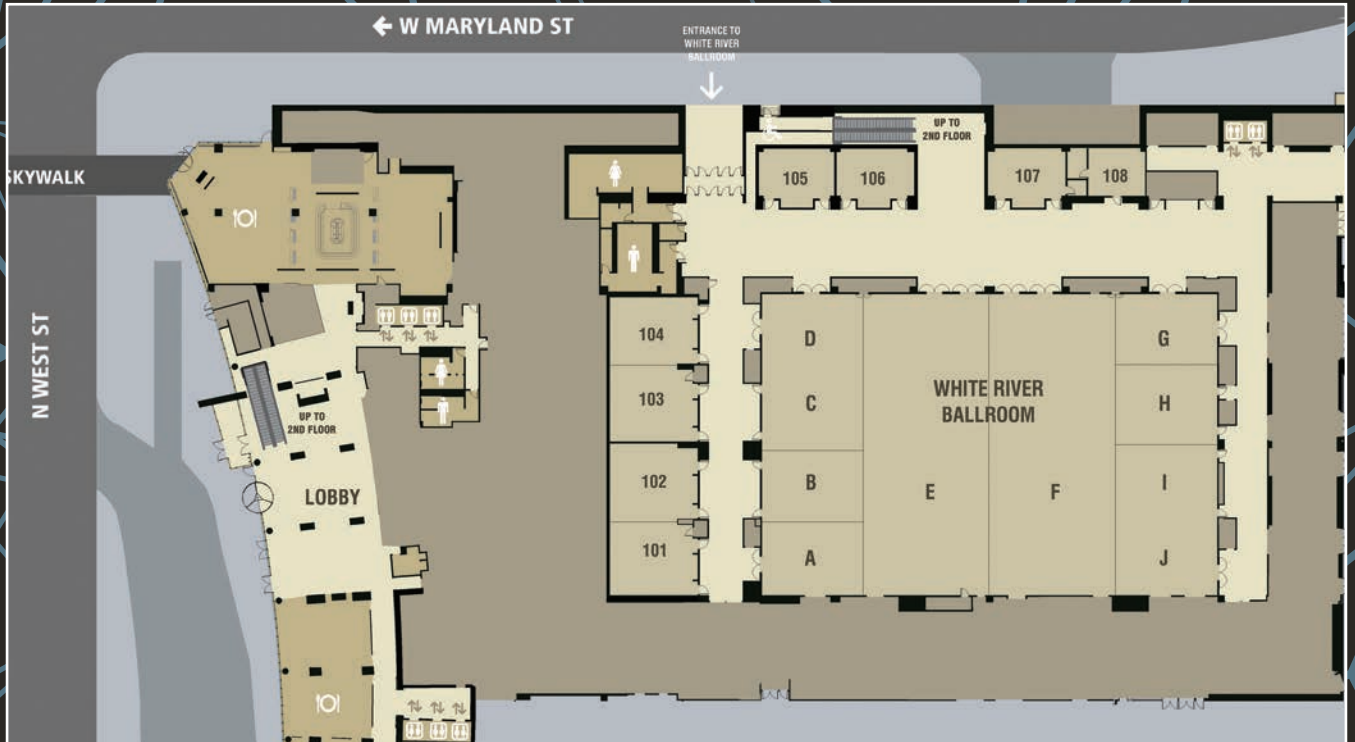 ← W MARYLAND ST
ENTRANCE TO
WHITE RIVER
BALLROOM
UP TO
2ND FLOOR
SKYWALK
105
106
107
108
N WEST ST
104
103
102
101
UP TO
2ND FLOOR
LOBBY
D
C
B
A
WHITE RIVER
BALLROOM
E
F
G
H
I
J